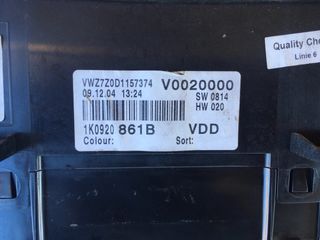 Quality Che
Linie 6
VWZ7Z0D1157374 V0020000
09.12.04 13:24 SW 0814
HW 020
1K0920 861B VDD
Colour: Sort: